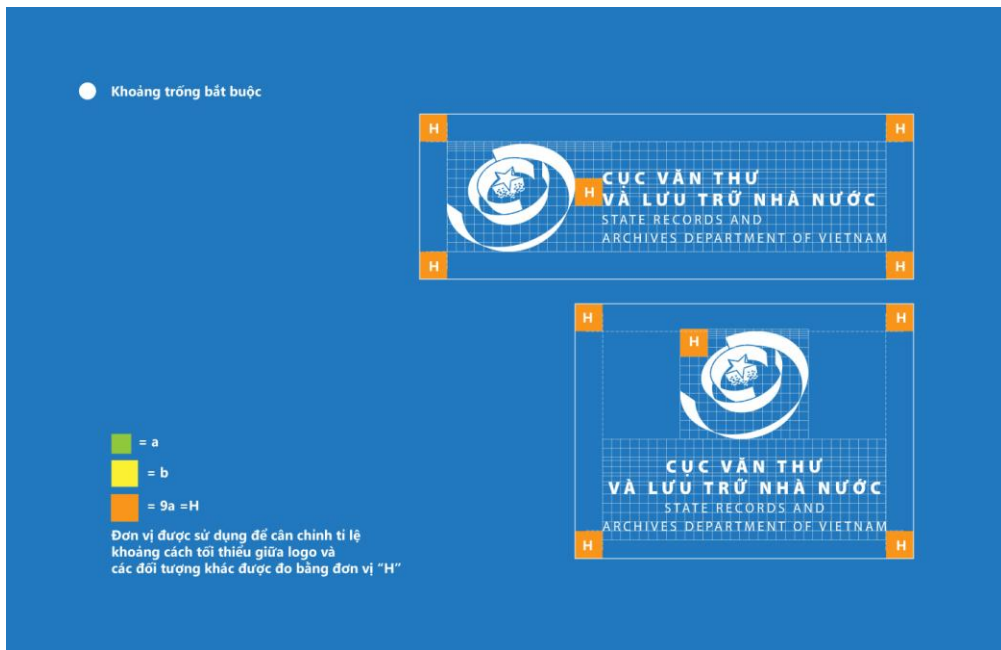 Khoảng trống bắt buộc
H
H
H
CỤC VĂN THƯ
VÀ LƯU TRỮ NHÀ NƯỚC
STATE RECORDS AND
ARCHIVES DEPARTMENT OF VIETNAM
H
H
H
H
H
CỤC VĂN THƯ
VÀ LƯU TRỮ NHÀ NƯỚC
STATE RECORDS AND
ARCHIVES DEPARTMENT OF VIETNAM
H
H
= a
= b
= 9a =H
Đơn vị được sử dụng để cân chỉnh tỉ lệ
khoảng cách tối thiểu giữa logo và
các đối tượng khác được đo bằng đơn vị “H”